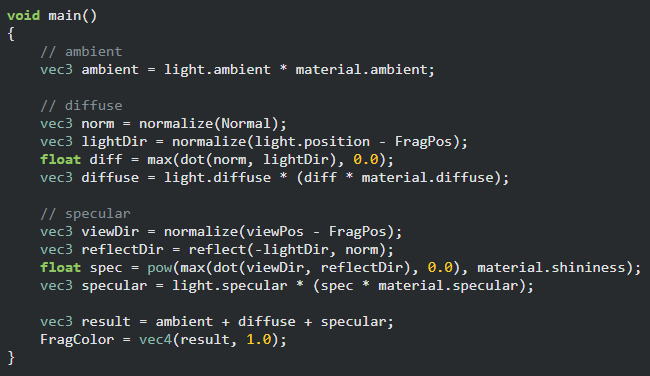 void main()
{
    // ambient
    vec3 ambient = light.ambient * material.ambient;

    // diffuse
    vec3 norm = normalize(Normal);
    vec3 lightDir = normalize(light.position - FragPos);
    float diff = max(dot(norm, lightDir), 0.0);
    vec3 diffuse = light.diffuse * (diff * material.diffuse);

    // specular
    vec3 viewDir = normalize(viewPos - FragPos);
    vec3 reflectDir = reflect(-lightDir, norm);
    float spec = pow(max(dot(viewDir, reflectDir), 0.0), material.shininess);
    vec3 specular = light.specular * (spec * material.specular);

    vec3 result = ambient + diffuse + specular;
    FragColor = vec4(result, 1.0);
}